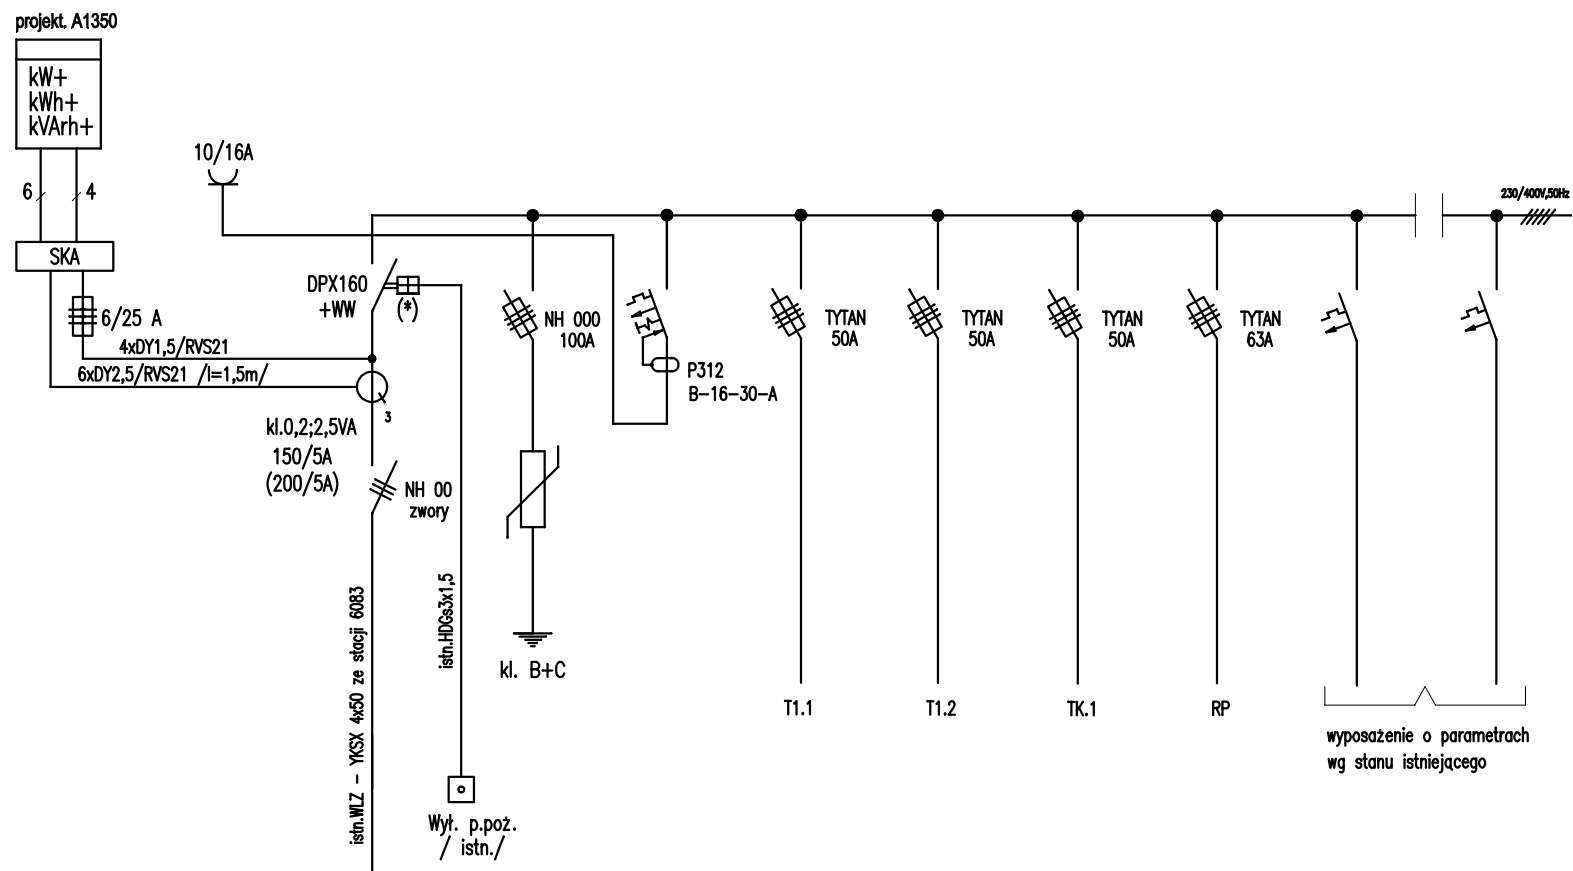 projekt. A1350
kW+
kWh+
kVArh+
6
4
SKA
6/25 A
4xDY1,5/RVS21
6xDY2,5/RVS21 /l=1,5m/
10/16A
DPX160
+WW
(*)
3
kl.0,2;2,5VA
150/5A
(200/5A)
NH 00
zwory
istn.WLZ - YKSX 4x50 ze stacji 6083
istn.HDGs3x1,5
Wył. p.poż.
/ istn./
NH 000
100A
kl. B+C
P312
B-16-30-A
TYTAN
50A
T1.1
TYTAN
50A
T1.2
TYTAN
50A
TK.1
TYTAN
63A
RP
230/400V,50Hz
wyposażenie o parametrach
wg stanu istniejącego